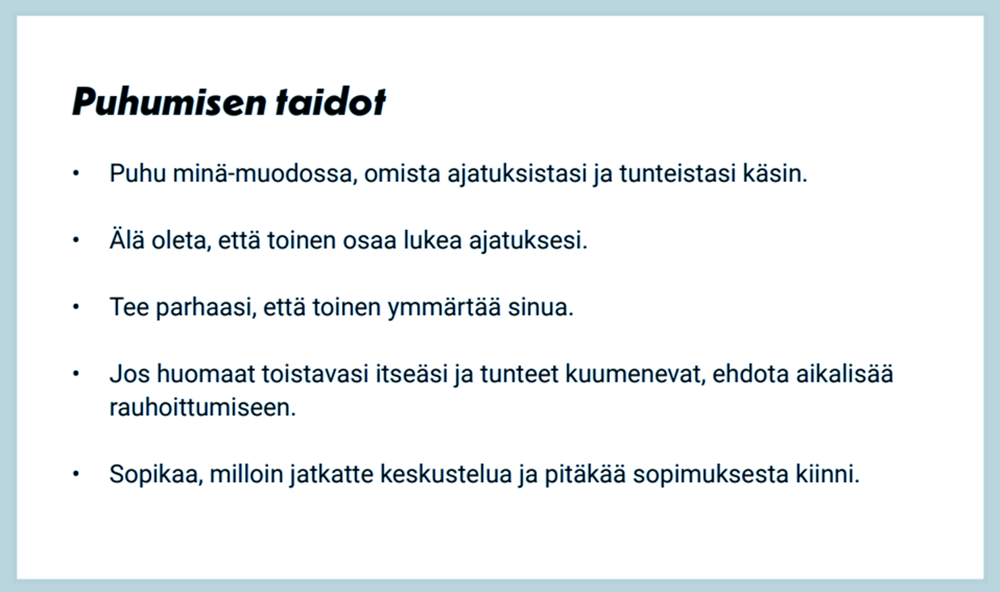 Puhumisen taidot
• Puhu minä-muodossa, omista ajatuksistasi ja tunteistasi käsin.
• Älä oleta, että toinen osaa lukea ajatuksesi.
• Tee parhaasi, että toinen ymmärtää sinua.
• Jos huomaat toistavasi itseäsi ja tunteet kuumenevat, ehdota aikalisää
rauhoittumiseen.
• Sopikaa, milloin jatkatte keskustelua ja pitäkää sopimuksesta kiinni.